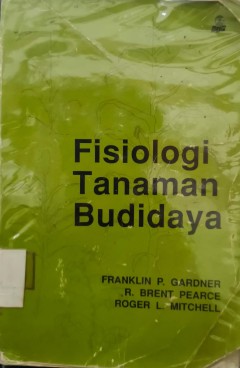 Fisiologi
Tanaman
Budidaya
FRANKLIN P. GARDNER
R. BRENT PEARCE
ROGER L. MITCHELL